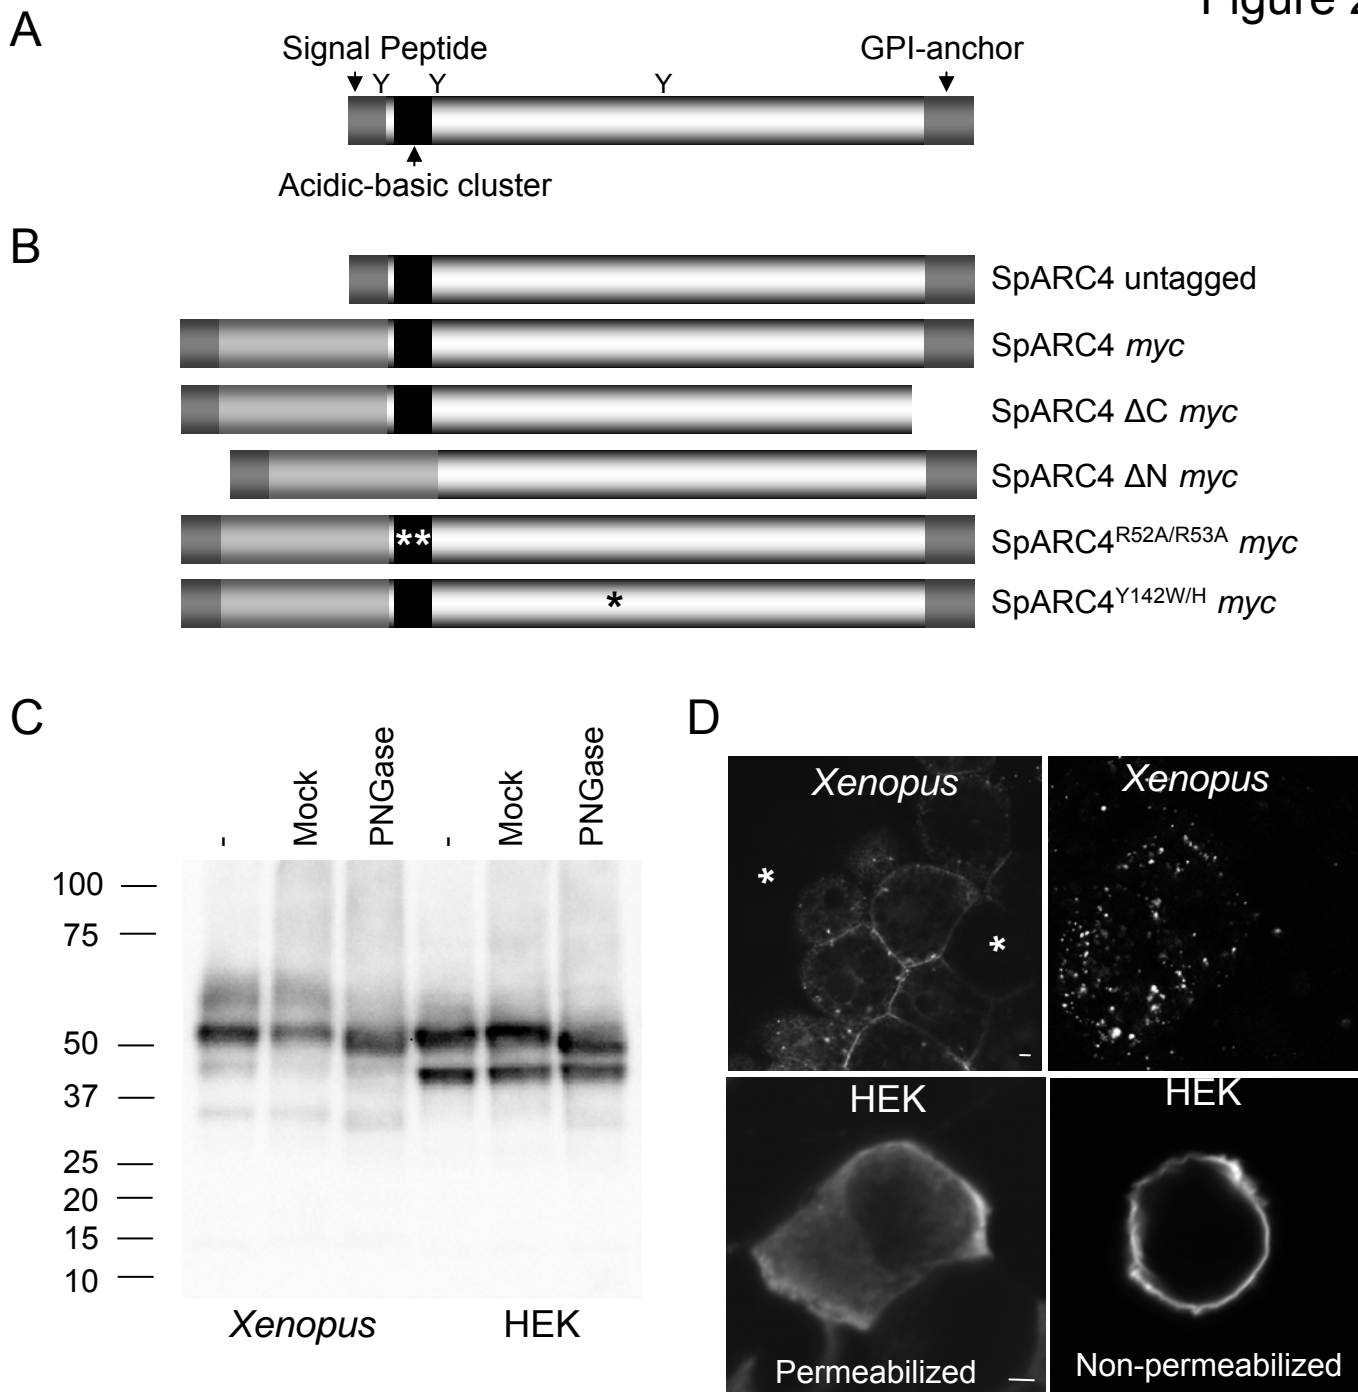 Figure 2
A
Signal Peptide
GPI-anchor
Y Y Y
Acidic-basic cluster
B
SpARC4 untagged
SpARC4 myc
SpARC4 ΔC myc
SpARC4 ΔN myc
**
SpARC4R52A/R53A myc
*
SpARC4Y142W/H myc
C
- Mock PNGase - Mock PNGase
100
75
50
37
25
20
15
10
Xenopus HEK
D
Xenopus
*
*
Xenopus
HEK
Permeabilized
HEK
Non-permeabilized